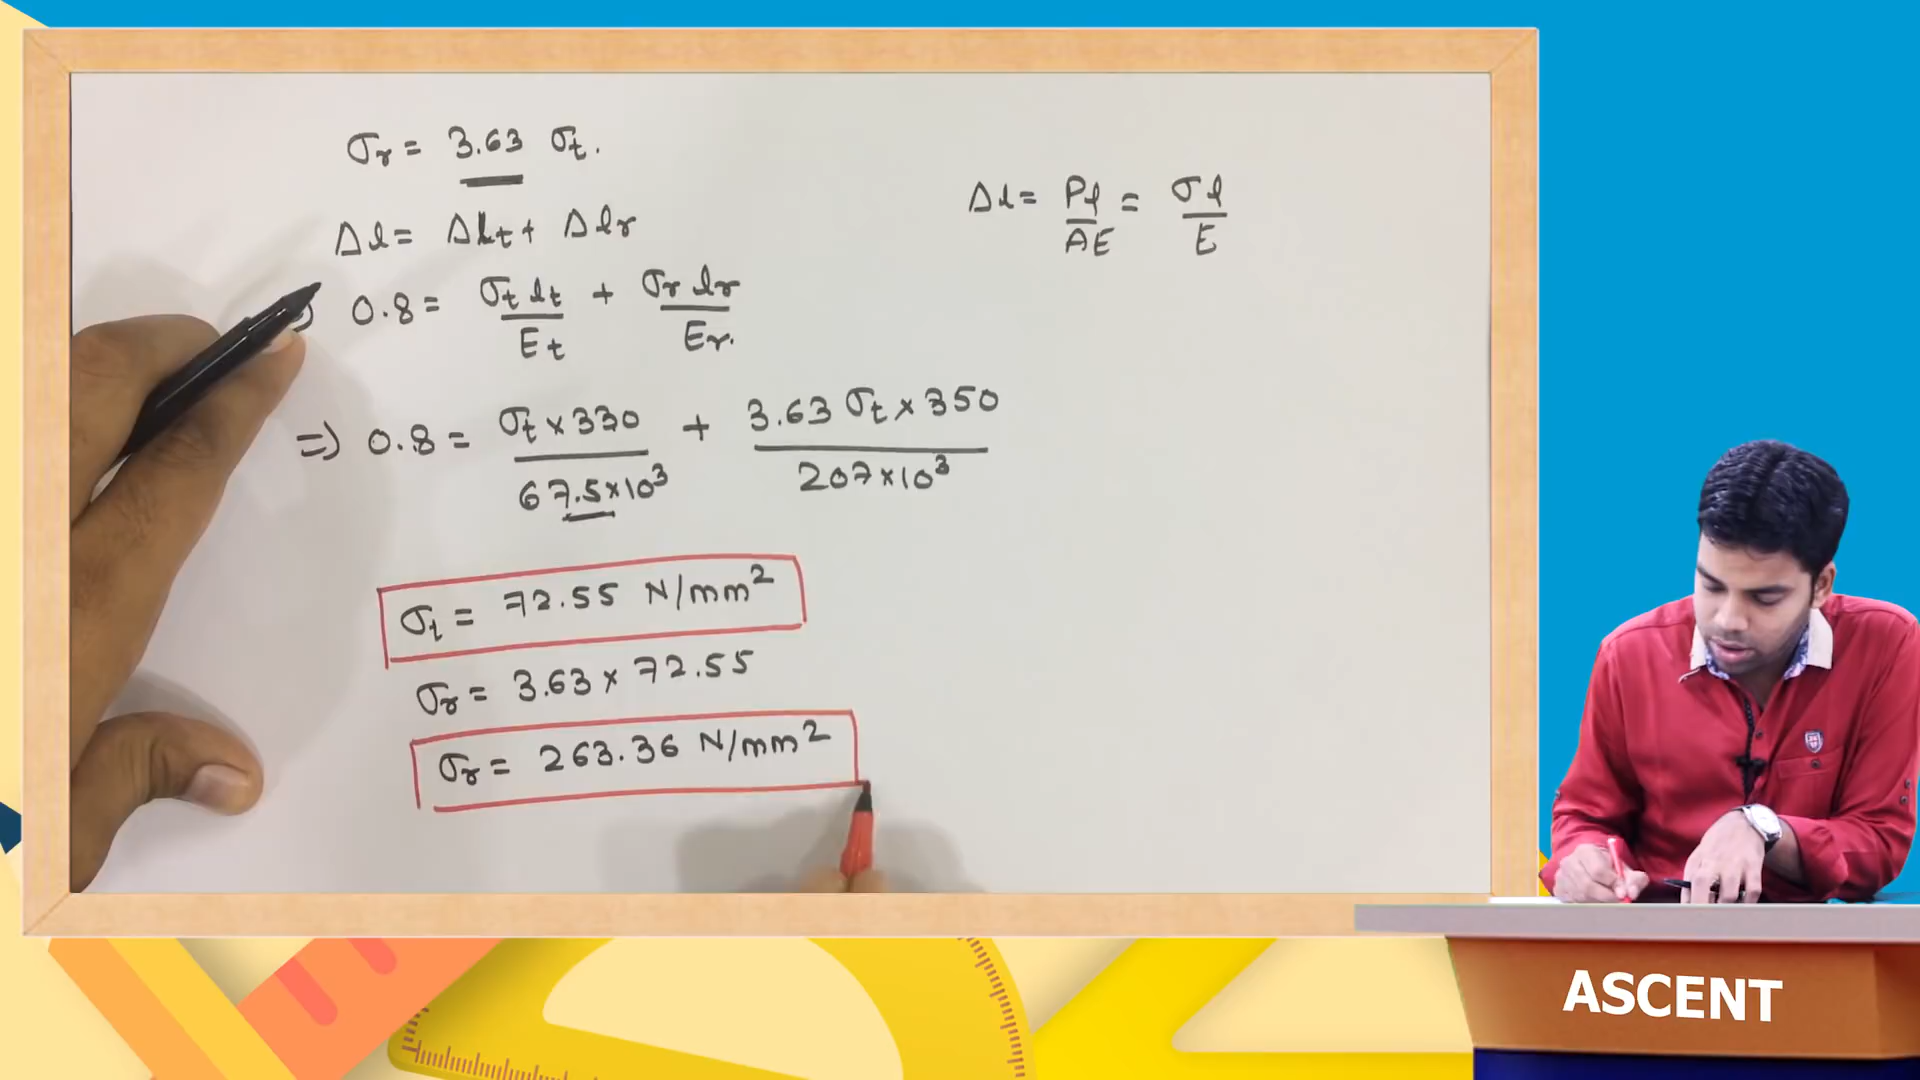 σr = 3.63 σt.
Δl = Δlt + Δlr
0.8 = σt lt / Et + σr lr / Er.
⇒ 0.8 = σt × 330 / 67.5 × 10³ + 3.63 σt × 350 / 207 × 10³
σt = 72.55 N/mm²
σr = 3.63 × 72.55
σr = 263.36 N/mm²
Δl = Pl / AE = σl / E
ASCENT